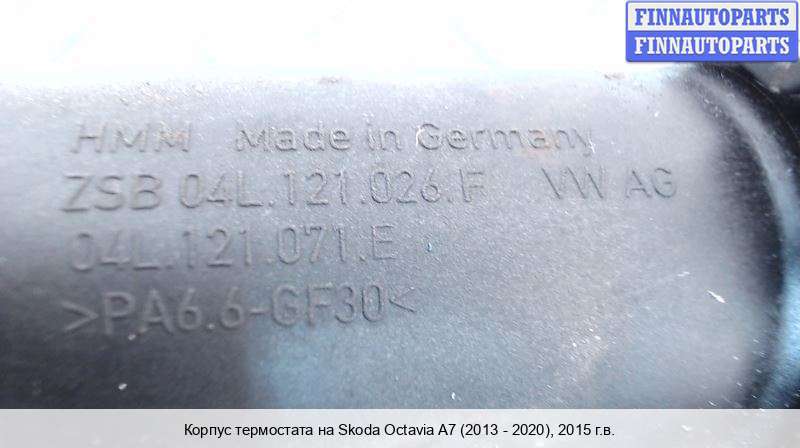 FINNAUTOPARTS
FINNAUTOPARTS
HMM Made in Germany
ZSB 04L.121.026.F VW AG
04L.121.071.E
>PA6.6-GF30<
Корпус термостата на Skoda Octavia A7 (2013 - 2020), 2015 г.в.